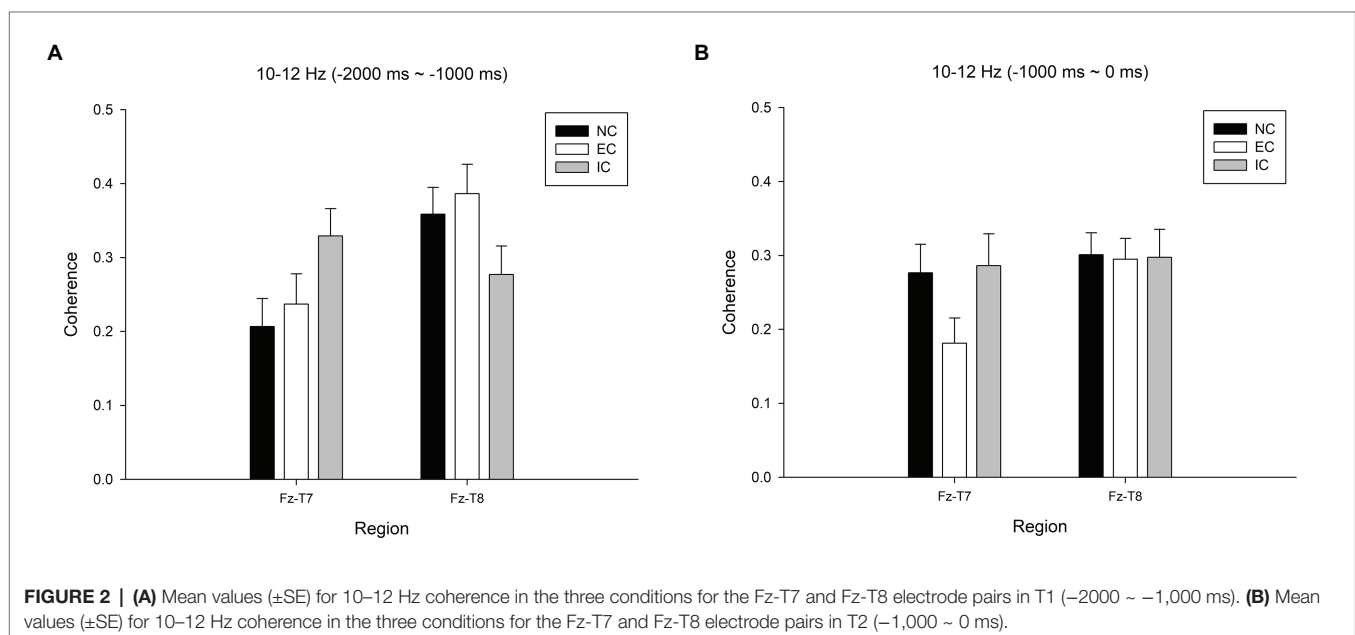 A
10-12 Hz (-2000 ms ~ -1000 ms)
0.5
0.4
0.3
0.2
0.1
0.0
Coherence
NC
EC
IC
Fz-T7
Fz-T8
Region
B
10-12 Hz (-1000 ms ~ 0 ms)
0.5
0.4
0.3
0.2
0.1
0.0
Coherence
NC
EC
IC
Fz-T7
Fz-T8
Region
FIGURE 2 | (A) Mean values (±SE) for 10–12 Hz coherence in the three conditions for the Fz-T7 and Fz-T8 electrode pairs in T1 (−2000 ~ −1,000 ms). (B) Mean
values (±SE) for 10–12 Hz coherence in the three conditions for the Fz-T7 and Fz-T8 electrode pairs in T2 (−1,000 ~ 0 ms).